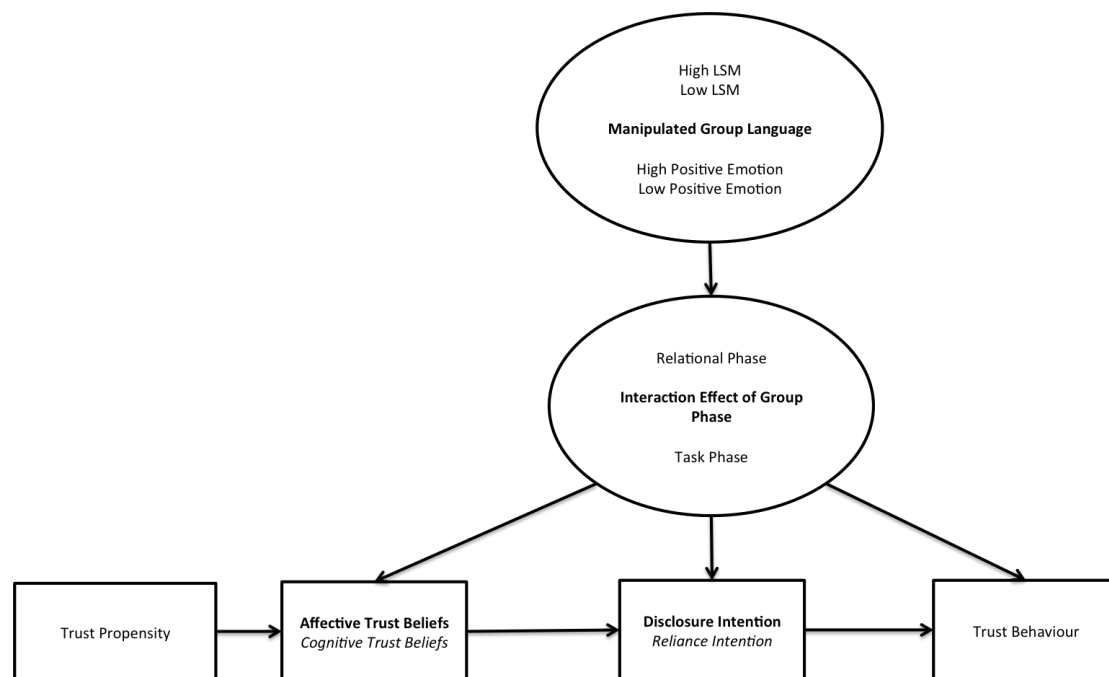 High LSM
Low LSM
Manipulated Group Language
High Positive Emotion
Low Positive Emotion
Relational Phase
Interaction Effect of Group
Phase
Task Phase
Trust Propensity
Affective Trust Beliefs
Cognitive Trust Beliefs
Disclosure Intention
Reliance Intention
Trust Behaviour